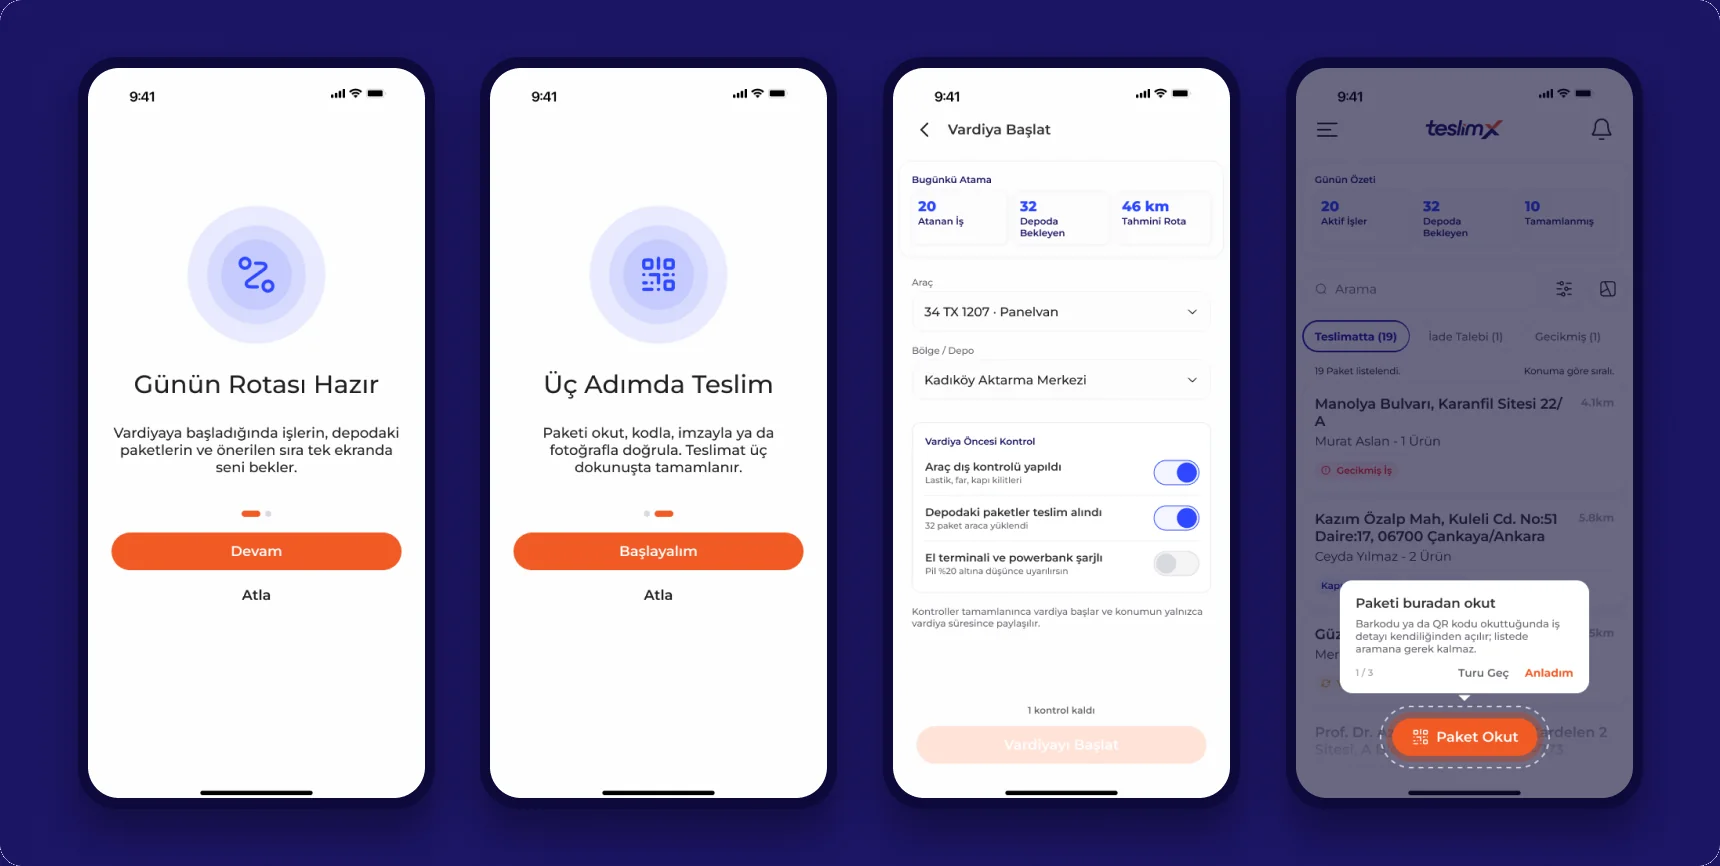 9:41
Günün Rotası Hazır
Vardiyaya başladığında işlerin, depodaki
paketlerin ve önerilen sıra tek ekranda
seni bekler.
Devam
Atla
9:41
Üç Adımda Teslim
Paketi okut, kodla, imzayla ya da
fotoğrafla doğrula. Teslimat üç
dokunuşta tamamlanır.
Başlayalım
Atla
9:41
Vardiya Başlat
Bugünkü Atama
20
Atanan İş
32
Depoda
Bekleyen
46 km
Tahmini Rota
Araç
34 TX 1207 · Panelvan
Bölge / Depo
Kadıköy Aktarma Merkezi
Vardiya Öncesi Kontrol
Araç dış kontrolü yapıldı
Lastik, far, kapı kilitleri
Depodaki paketler teslim alındı
32 paket araca yüklendi
El terminali ve powerbank şarjlı
Pil %20 altına düşünce uyarılırsın
Kontroller tamamlanınca vardiya başlar ve konumun yalnızca
vardiya süresince paylaşılır.
1 kontrol kaldı
Vardiyayı Başlat
9:41
teslimX
Günün Özeti
20
Aktif İşler
32
Depoda
Bekleyen
10
Tamamlanmış
Arama
Teslimatta (19)
İade Talebi (1)
Gecikmiş (1)
19 Paket listelendi.
Konuma göre sıralı.
Manolya Bulvarı, Karanfil Sitesi 22/
A
4.1km
Murat Aslan - 1 Ürün
Gecikmiş İş
Kazım Özalp Mah, Kuleli Cd. No:51
Daire:17, 06700 Çankaya/Ankara
5.8km
Ceyda Yılmaz - 2 Ürün
Paketi buradan okut
Barkodu ya da QR kodu okuttuğunda iş
detayı kendiliğinden açılır; listede
aramana gerek kalmaz.
1 / 3
Turu Geç
Anladım
Prof. Dr.
Paket Okut